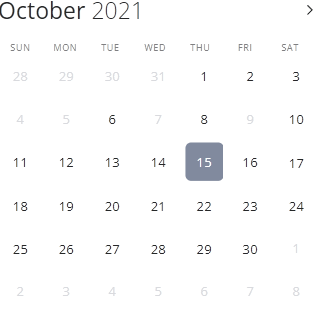 October 2021
SUN MON TUE WED THU FRI SAT
28 29 30 31 1 2 3
4 5 6 7 8 9 10
11 12 13 14 15 16 17
18 19 20 21 22 23 24
25 26 27 28 29 30 1
2 3 4 5 6 7 8